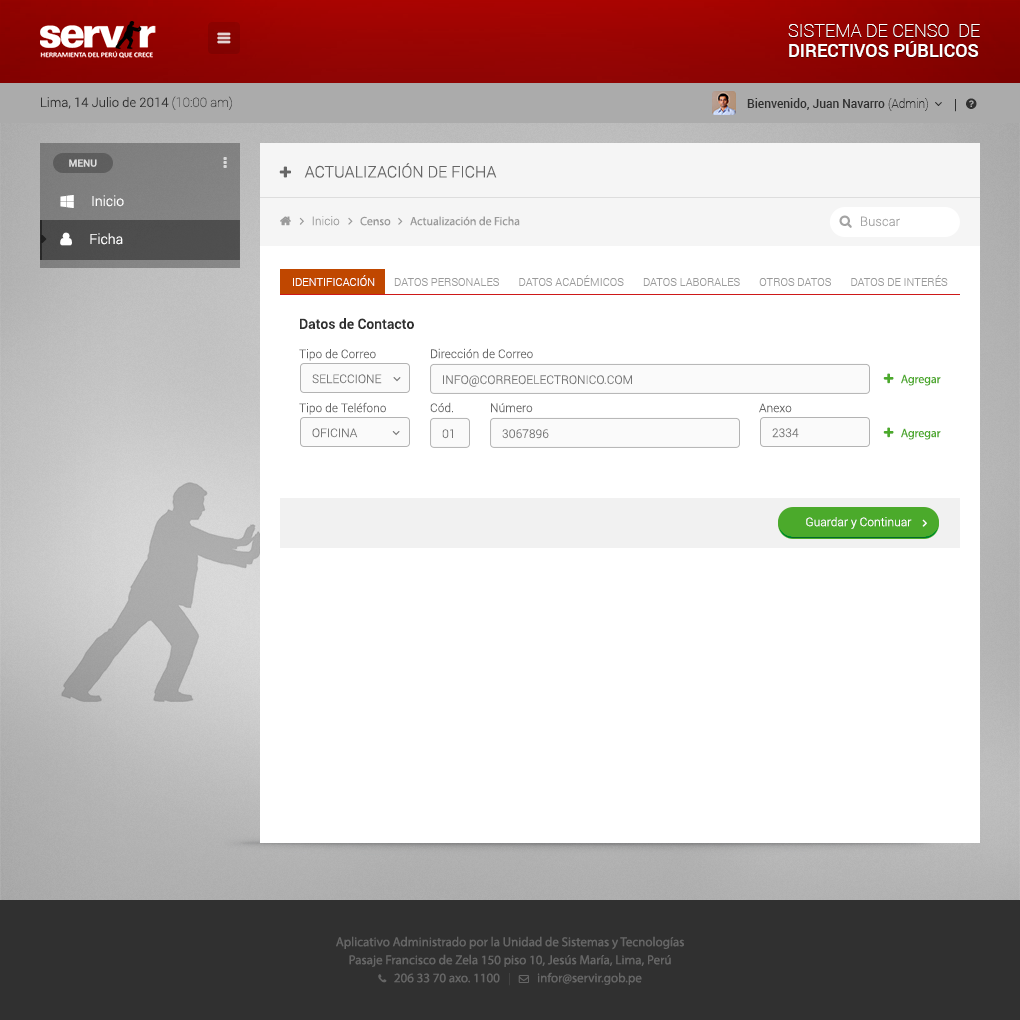 servir
HERRAMIENTA DEL PERÚ QUE CRECE
SISTEMA DE CENSO DE
DIRECTIVOS PÚBLICOS
Lima, 14 Julio de 2014 (10:00 am)
Bienvenido, Juan Navarro (Admin) |
MENU
Inicio
Ficha
ACTUALIZACIÓN DE FICHA
Inicio > Censo > Actualización de Ficha
Buscar
IDENTIFICACIÓN DATOS PERSONALES DATOS ACADÉMICOS DATOS LABORALES OTROS DATOS DATOS DE INTERÉS
Datos de Contacto
Tipo de Correo Dirección de Correo
SELECCIONE INFO@CORREOELECTRONICO.COM + Agregar
Tipo de Teléfono Cód. Número Anexo
OFICINA 01 3067896 2334 + Agregar
Guardar y Continuar >
Aplicativo Administrado por la Unidad de Sistemas y Tecnologías
Pasaje Francisco de Zela 150 piso 10, Jesús María, Lima, Perú
206 33 70 axo. 1100 | infor@servir.gob.pe